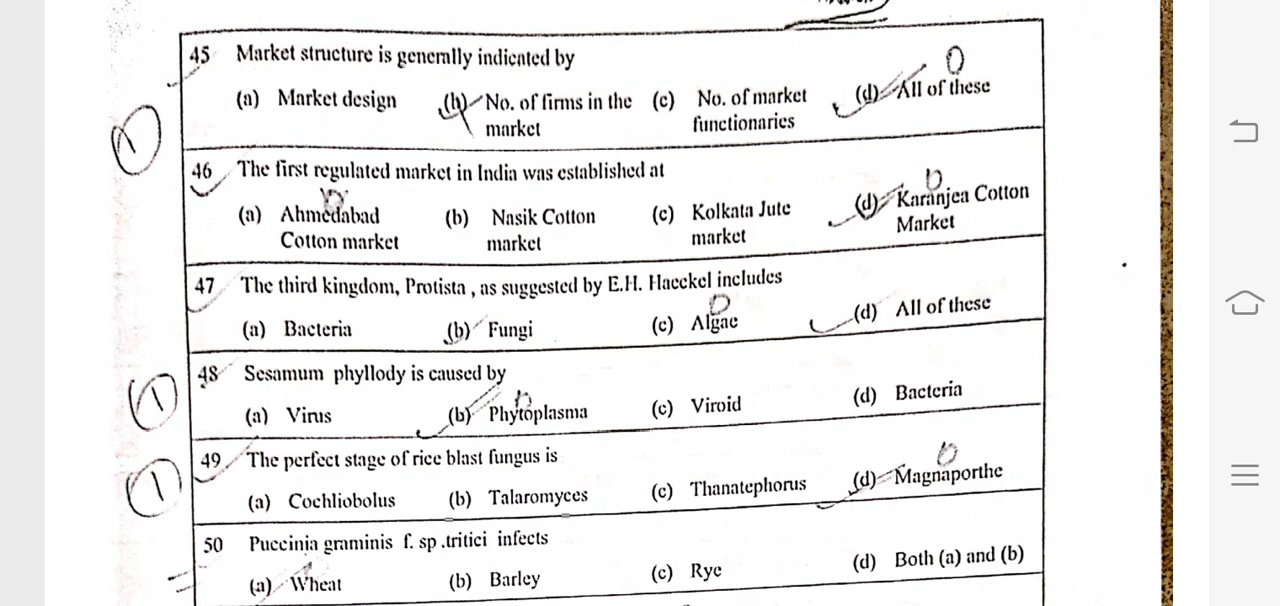 45 Market structure is generally indicated by
(a) Market design (b) No. of firms in the market (c) No. of market functionaries (d) All of these
46 The first regulated market in India was established at
(a) Ahmedabad Cotton market (b) Nasik Cotton market (c) Kolkata Jute market (d) Karanjea Cotton Market
47 The third kingdom, Protista , as suggested by E.H. Haeckel includes
(a) Bacteria (b) Fungi (c) Algae (d) All of these
48 Sesamum phyllody is caused by
(a) Virus (b) Phytoplasma (c) Viroid (d) Bacteria
49 The perfect stage of rice blast fungus is
(a) Cochliobolus (b) Talaromyces (c) Thanatephorus (d) Magnaporthe
50 Puccinia graminis f. sp .tritici infects
(a) Wheat (b) Barley (c) Rye (d) Both (a) and (b)